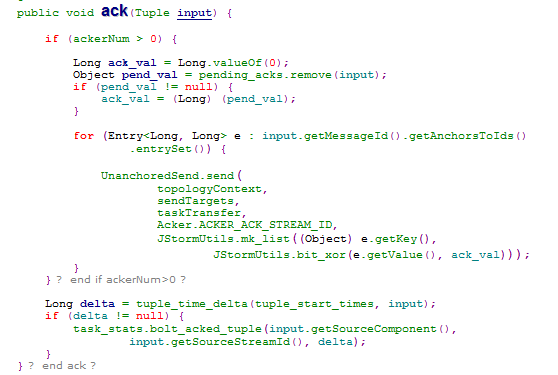 public void ack(Tuple input) {
if (ackerNum > 0) {
Long ack_val = Long.valueOf(0);
Object pend_val = pending_acks.remove(input);
if (pend_val != null) {
ack_val = (Long) (pend_val);
}
for (Entry<Long, Long> e : input.getMessageId().getAnchorsToIds()
.entrySet()) {
UnanchoredSend.send(
topologyContext,
sendTargets,
taskTransfer,
Acker.ACKER_ACK_STREAM_ID,
JStormUtils.mk_list((Object) e.getKey(),
JStormUtils.bit_xor(e.getValue(), ack_val)));
}
} ? end if ackerNum>0 ?
Long delta = tuple_time_delta(tuple_start_times, input);
if (delta != null) {
task_stats.bolt_acked_tuple(input.getSourceComponent(),
input.getSourceStreamId(), delta);
}
} ? end ack ?